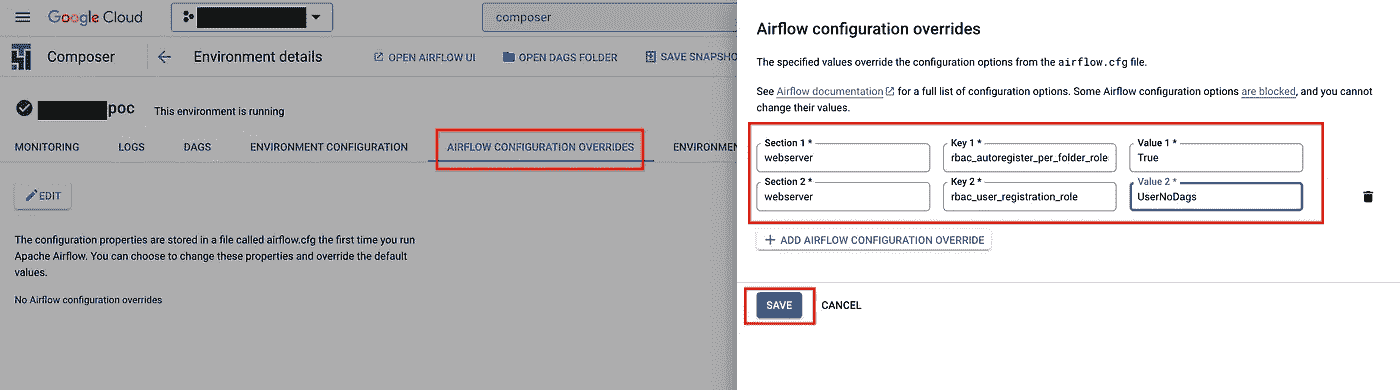 Google Cloud
composer
Composer
Environment details
OPEN AIRFLOW UI
OPEN DAGS FOLDER
SAVE SNAPSHO
poc
This environment is running
MONITORING
LOGS
DAGS
ENVIRONMENT CONFIGURATION
AIRFLOW CONFIGURATION OVERRIDES
ENVIRONMEN
EDIT
The configuration properties are stored in a file called airflow.cfg the first time you run
Apache Airflow. You can choose to change these properties and override the default
values.
No Airflow configuration overrides
Airflow configuration overrides
The specified values override the configuration options from the airflow.cfg file.
See Airflow documentation for a full list of configuration options. Some Airflow configuration options are blocked, and you cannot
change their values.
Section 1 *
webserver
Key 1 *
rbac_autoregister_per_folder_role
Value 1 *
True
Section 2 *
webserver
Key 2 *
rbac_user_registration_role
Value 2 *
UserNoDags
ADD AIRFLOW CONFIGURATION OVERRIDE
SAVE
CANCEL